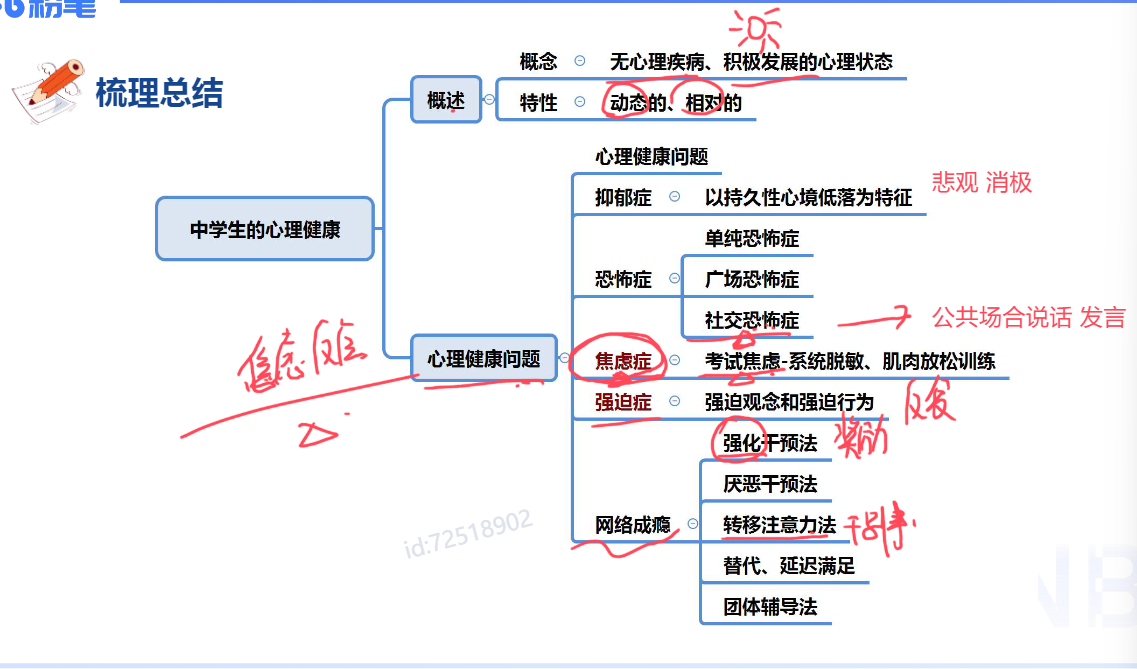 粉笔
梳理总结
概念 无心理疾病、积极发展的心理状态
概述
特性 动态的、相对的
心理健康问题
抑郁症 以持久性心境低落为特征
悲观 消极
中学生的心理健康
单纯恐怖症
恐怖症 广场恐怖症
社交恐怖症
公共场合说话 发言
心理健康问题
焦虑症 考试焦虑-系统脱敏、肌肉放松训练
强迫症 强迫观念和强迫行为
反复
强化干预法 奖励
厌恶干预法
网络成瘾 转移注意力法 干别事
替代、延迟满足
团体辅导法
id:72518902